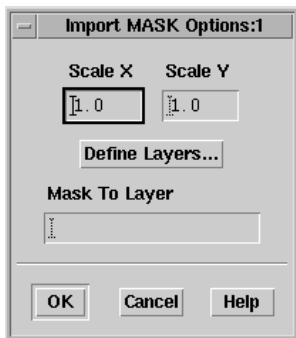 Import MASK Options:1
Scale X Scale Y
1.0 1.0
Define Layers...
Mask To Layer
OK Cancel Help